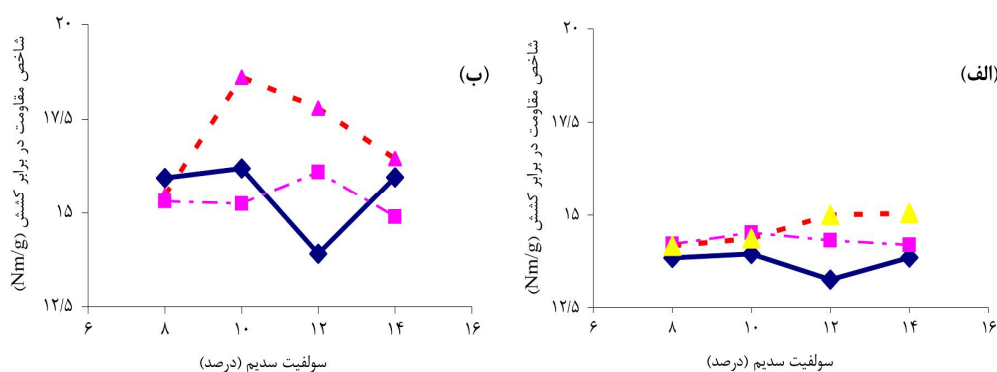 (الف)
شاخص مقاومت در برابر کشش (Nm/g)
۲۰
۱۷/۵
۱۵
۱۲/۵
۶ ۸ ۱۰ ۱۲ ۱۴ ۱۶
سولفیت سدیم (درصد)
(ب)
شاخص مقاومت در برابر کشش (Nm/g)
۲۰
۱۷/۵
۱۵
۱۲/۵
۶ ۸ ۱۰ ۱۲ ۱۴ ۱۶
سولفیت سدیم (درصد)